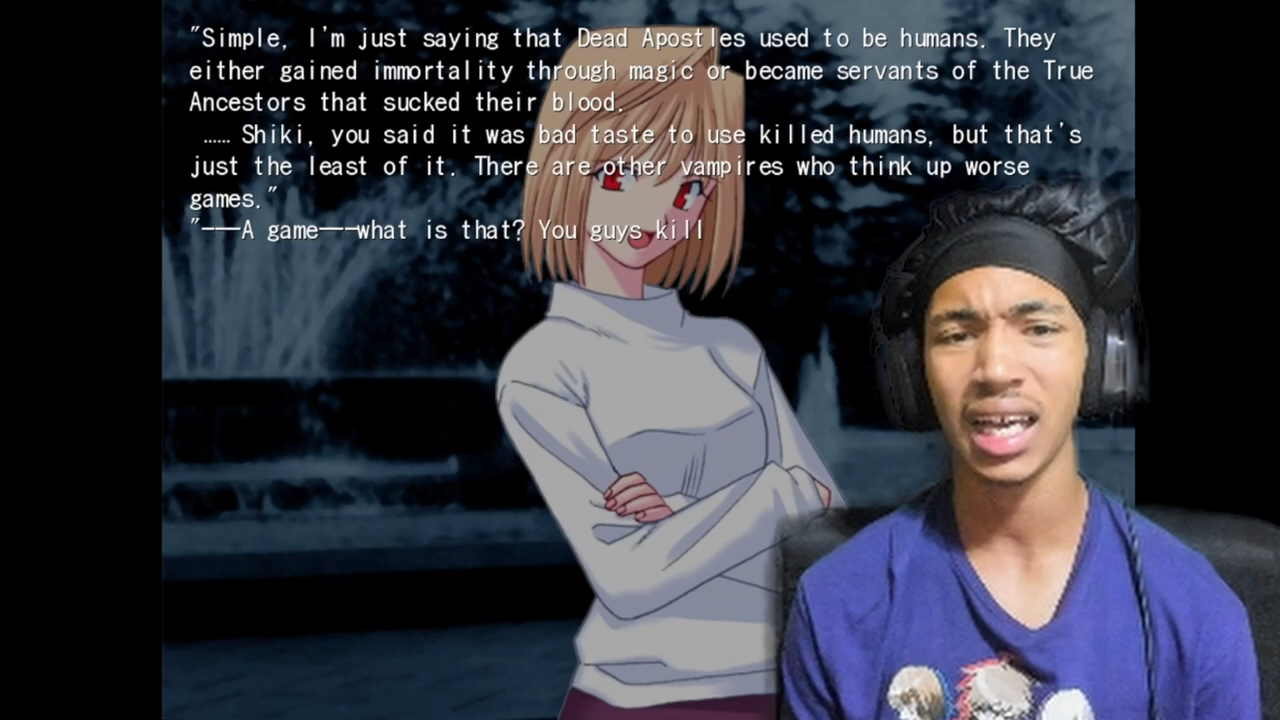 "Simple, I'm just saying that Dead Apostles used to be humans. They
either gained immortality through magic or became servants of the True
Ancestors that sucked their blood.
…… Shiki, you said it was bad taste to use killed humans, but that's
just the least of it. There are other vampires who think up worse
games."
"───A game───what is that? You guys kill